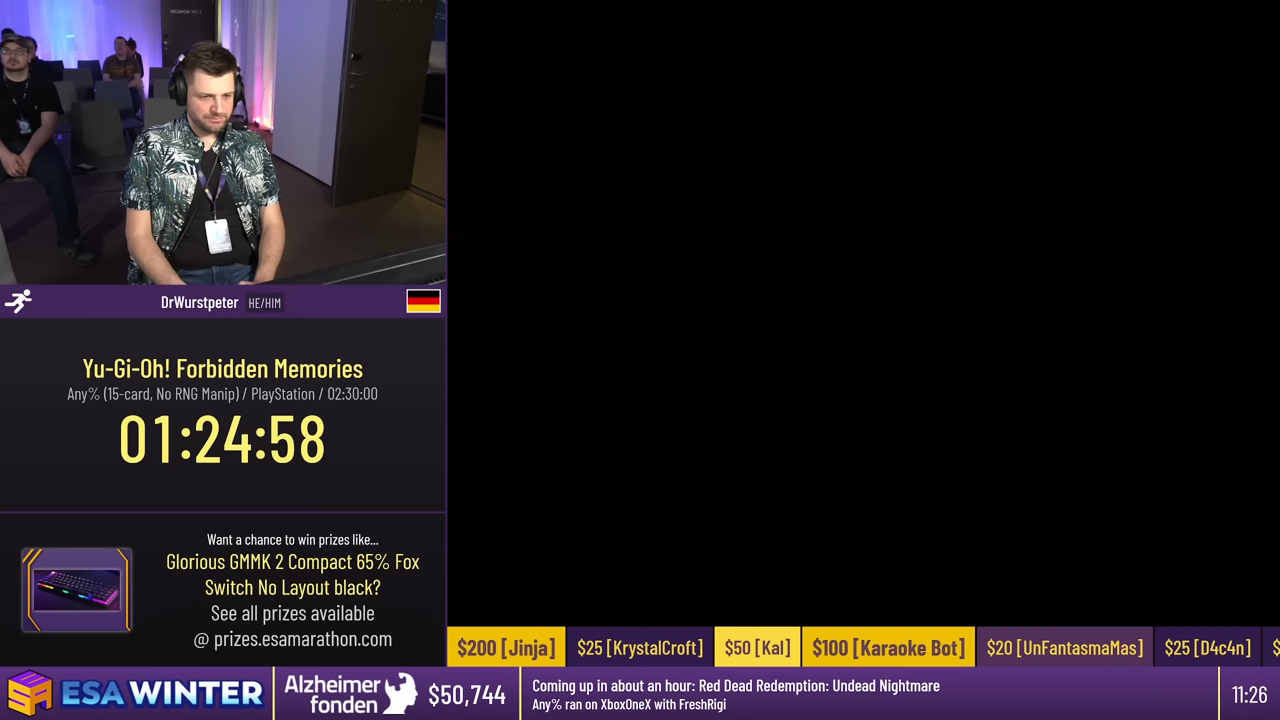 DrWurstpeter HE/HIM
Yu-Gi-Oh! Forbidden Memories
Any% (15-card, No RNG Manip) / PlayStation / 02:30:00
01:24:58
Want a chance to win prizes like...
Glorious GMMK 2 Compact 65% Fox
Switch No Layout black?
See all prizes available
@ prizes.esamarathon.com
$200 [Jinja] $25 [KrystalCroft] $50 [Kal] $100 [Karaoke Bot] $20 [UnFantasmaMas] $25 [D4c4n] $
ESA WINTER
Alzheimer
fonden
$50,744
Coming up in about an hour: Red Dead Redemption: Undead Nightmare
Any% ran on XboxOneX with FreshRigi
11:26